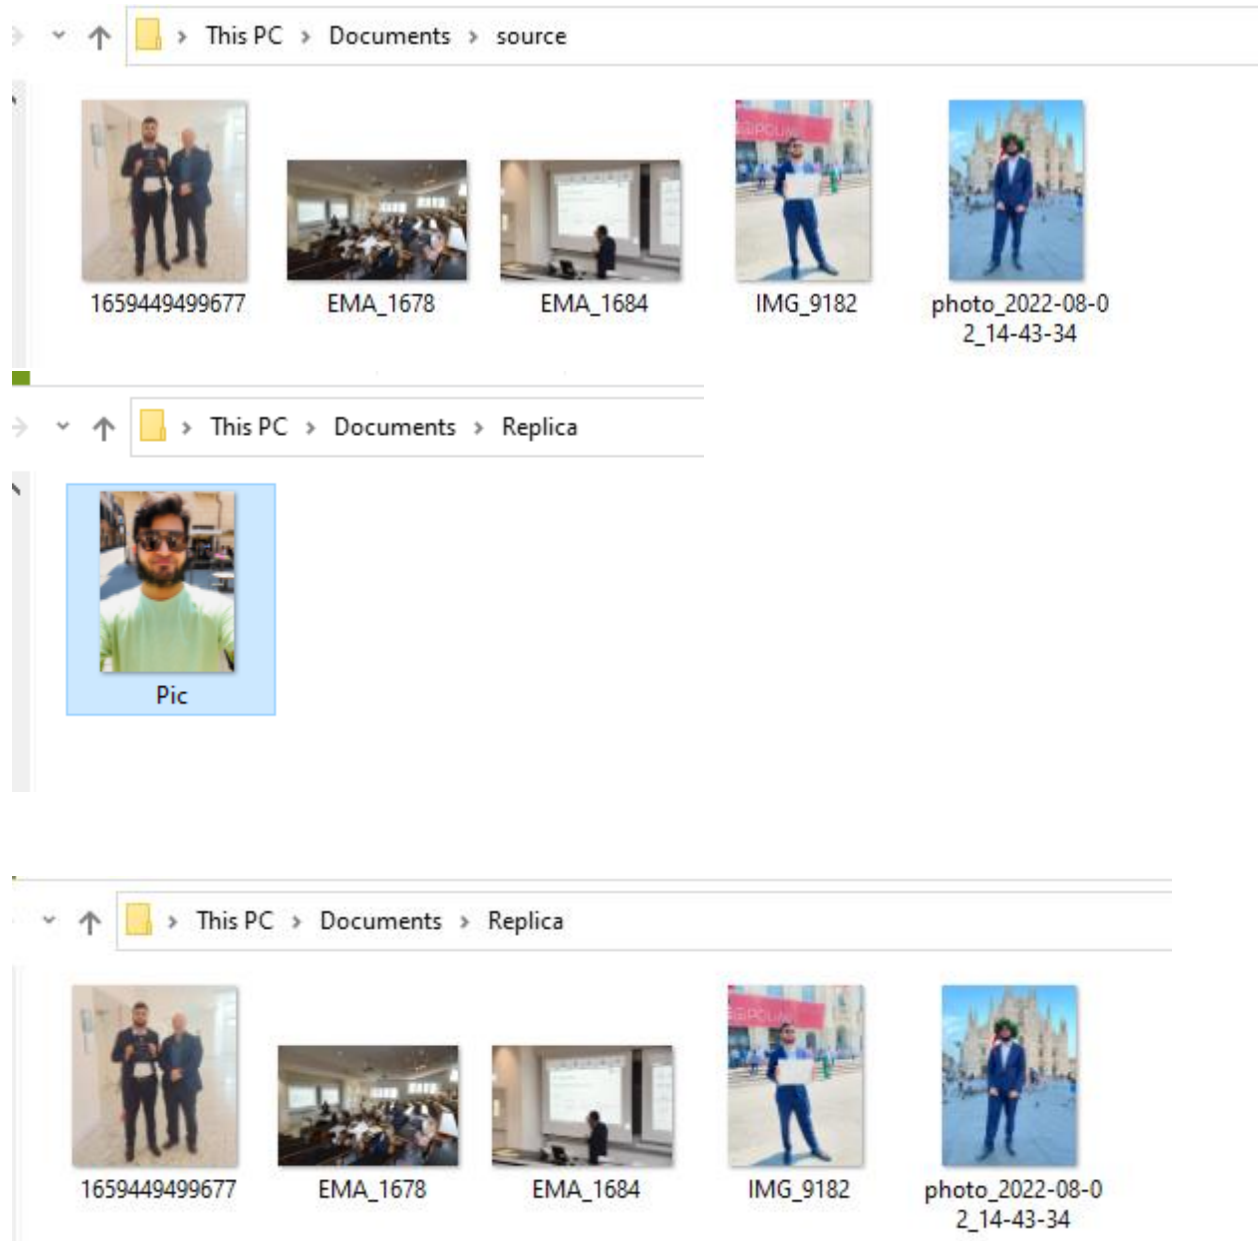 This PC > Documents > source
1659449499677
EMA_1678
EMA_1684
IMG_9182
photo_2022-08-0
2_14-43-34
This PC > Documents > Replica
Pic
This PC > Documents > Replica
1659449499677
EMA_1678
EMA_1684
IMG_9182
photo_2022-08-0
2_14-43-34